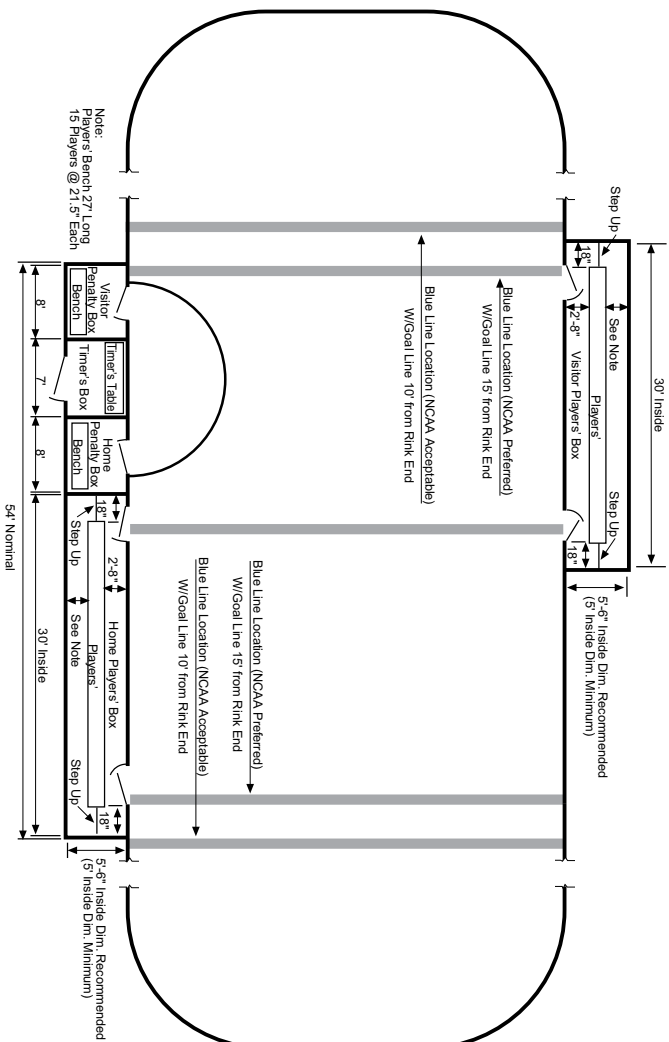 30' Inside
Step Up
18"
See Note
Players'
2'-8"
Visitor Players' Box
Step Up
18"
5'-6" Inside Dim. Recommended
(5' Inside Dim. Minimum)
Blue Line Location (NCAA Preferred)
W/Goal Line 15' from Rink End
Blue Line Location (NCAA Acceptable)
W/Goal Line 10' from Rink End
Blue Line Location (NCAA Preferred)
W/Goal Line 15' from Rink End
Blue Line Location (NCAA Acceptable)
W/Goal Line 10' from Rink End
Visitor
Penalty Box
Bench
Timer's Table
Timer's Box
Home
Penalty Box
Bench
18"
Step Up
2'-8"
Home Players' Box
Players'
See Note
Step Up
18"
5'-6" Inside Dim. Recommended
(5' Inside Dim. Minimum)
8'
7'
8'
30' Inside
54' Nominal
Note:
Players' Bench 27' Long
15 Players @ 21.5" Each